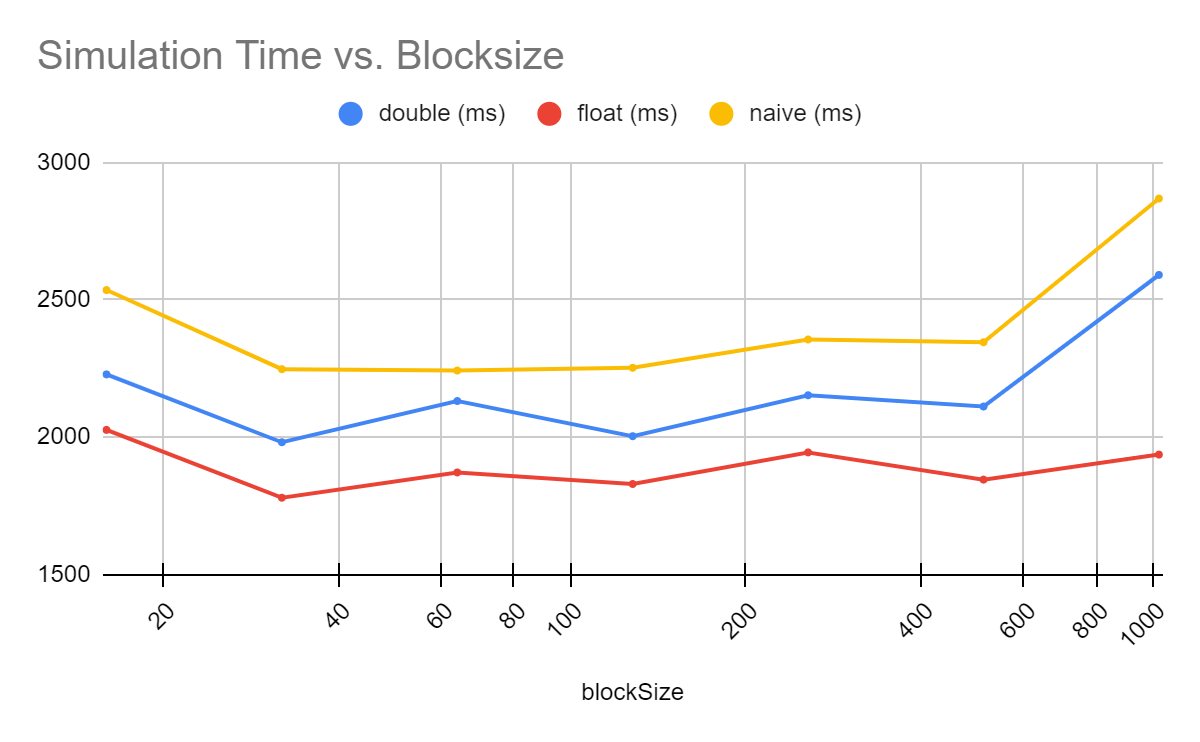 Simulation Time vs. Blocksize
double (ms) float (ms) naive (ms)
3000
2500
2000
1500
20 40 60 80 100 200 400 600 800 1000
blockSize